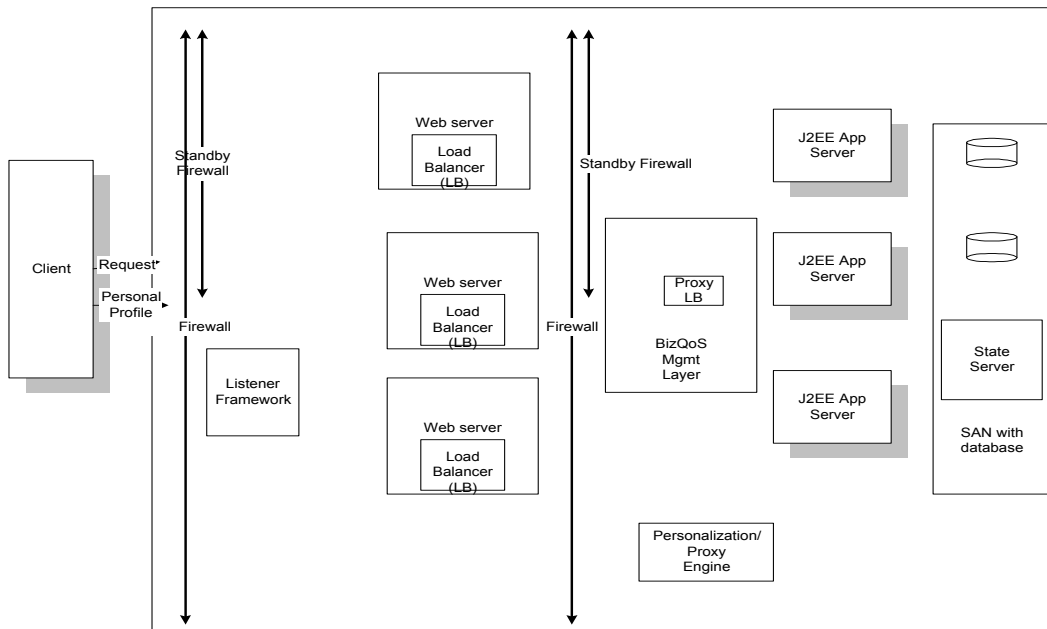 Client
Request
Personal
Profile
Standby
Firewall
Firewall
Listener
Framework
Web server
Load
Balancer
(LB)
Web server
Load
Balancer
(LB)
Web server
Load
Balancer
(LB)
Standby Firewall
Firewall
Proxy
LB
BizQoS
Mgmt
Layer
Personalization/
Proxy
Engine
J2EE App
Server
J2EE App
Server
J2EE App
Server
State
Server
SAN with
database